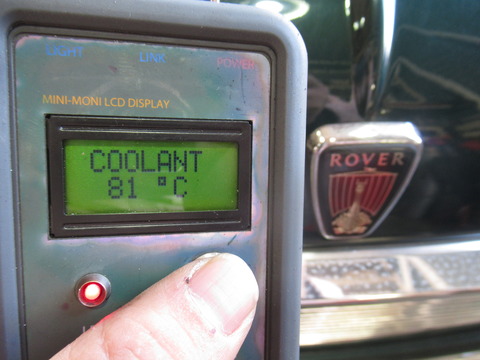 LIGHT
LINK
POWER
MINI-MONI LCD DISPLAY
COOLANT
81 °C
ROVER